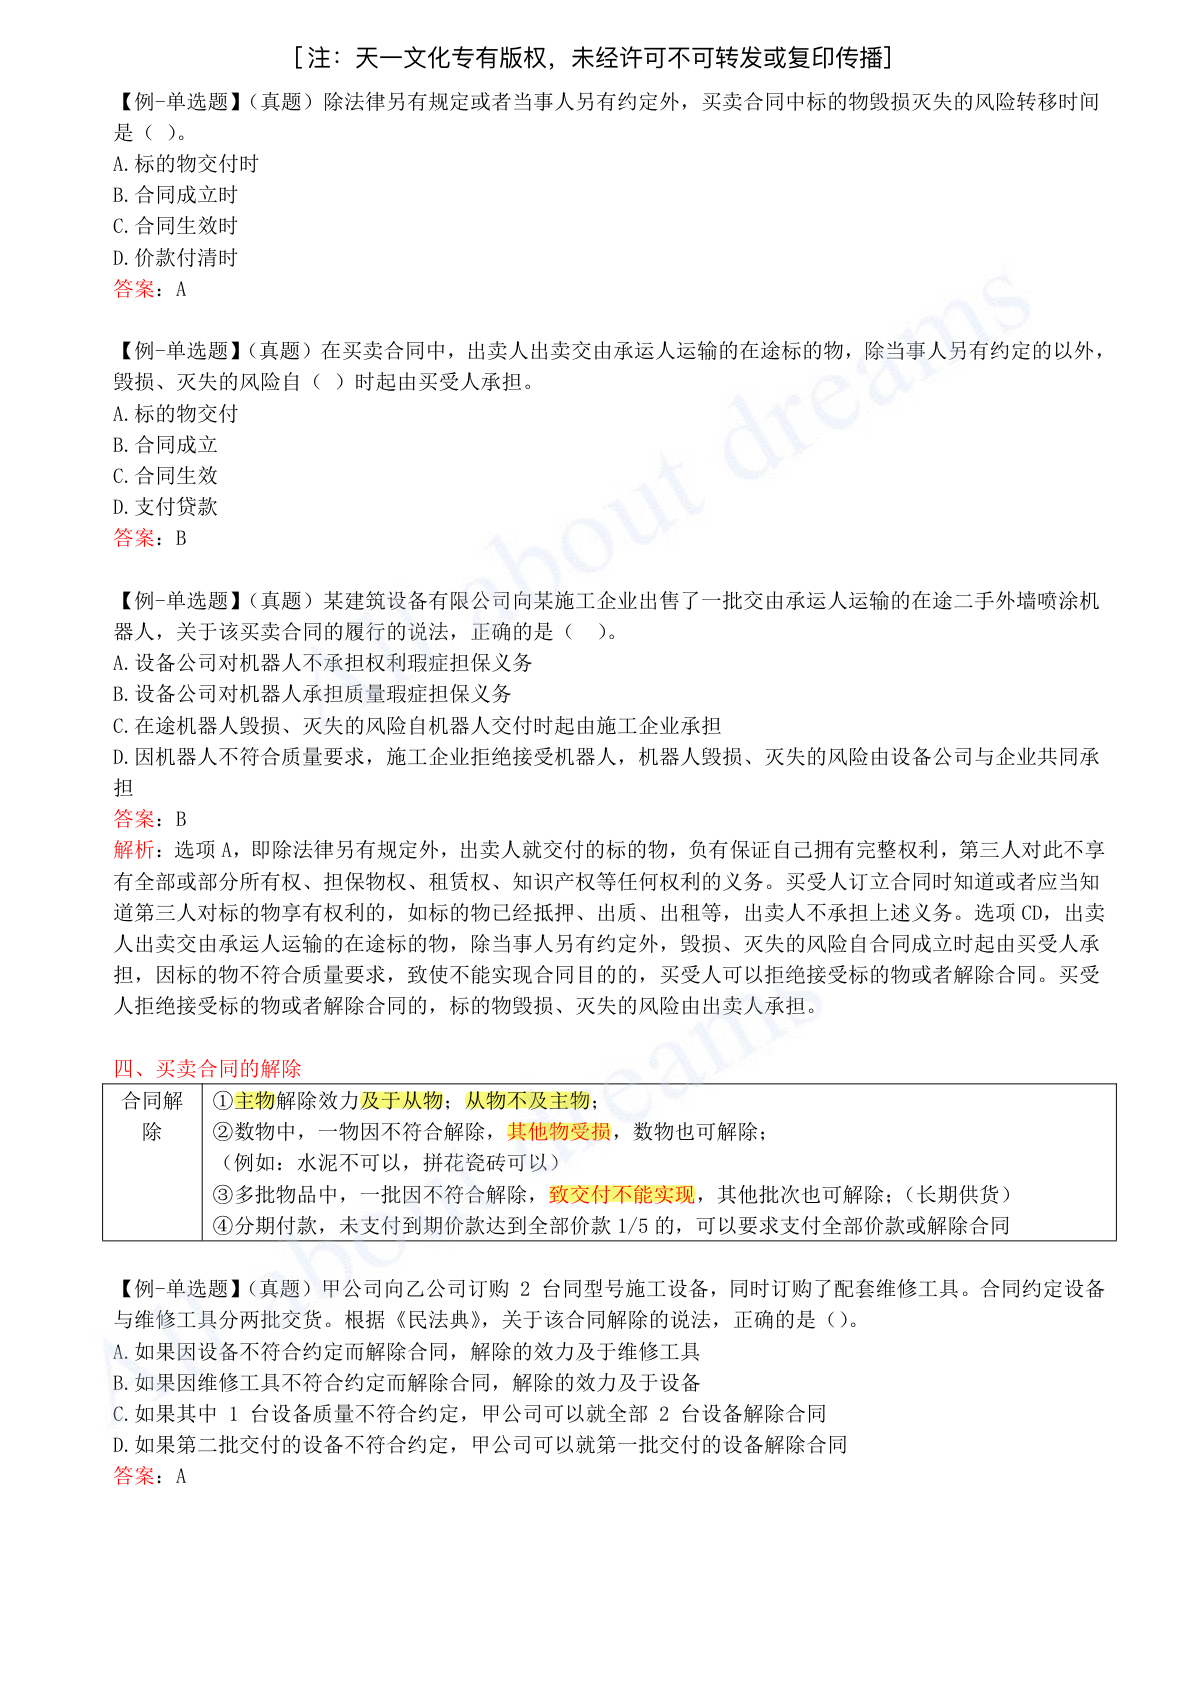 [注：天一文化专有版权，未经许可不可转发或复印传播]
【例-单选题】（真题）除法律另有规定或者当事人另有约定外，买卖合同中标的物毁损灭失的风险转移时间
是（ ）。
A.标的物交付时
B.合同成立时
C.合同生效时
D.价款付清时
答案：A
【例-单选题】（真题）在买卖合同中，出卖人出卖交由承运人运输的在途标的物，除当事人另有约定的以外，
毁损、灭失的风险自（ ）时起由买受人承担。
A.标的物交付
B.合同成立
C.合同生效
D.支付贷款
答案：B
【例-单选题】（真题）某建筑设备有限公司向某施工企业出售了一批交由承运人运输的在途二手外墙喷涂机
器人，关于该买卖合同的履行的说法，正确的是（ ）。
A.设备公司对机器人不承担权利瑕症担保义务
B.设备公司对机器人承担质量瑕症担保义务
C.在途机器人毁损、灭失的风险自机器人交付时起由施工企业承担
D.因机器人不符合质量要求，施工企业拒绝接受机器人，机器人毁损、灭失的风险由设备公司与企业共同承
担
答案：B
解析：选项A，即除法律另有规定外，出卖人就交付的标的物，负有保证自己拥有完整权利，第三人对此不享
有全部或部分所有权、担保物权、租赁权、知识产权等任何权利的义务。买受人订立合同时知道或者应当知
道第三人对标的物享有权利的，如标的物已经抵押、出质、出租等，出卖人不承担上述义务。选项CD，出卖
人出卖交由承运人运输的在途标的物，除当事人另有约定外，毁损、灭失的风险自合同成立时起由买受人承
担，因标的物不符合质量要求，致使不能实现合同目的的，买受人可以拒绝接受标的物或者解除合同。买受
人拒绝接受标的物或者解除合同的，标的物毁损、灭失的风险由出卖人承担。
四、买卖合同的解除
合同解
除
①主物解除效力及于从物；从物不及主物；
②数物中，一物因不符合解除，其他物受损，数物也可解除；
（例如：水泥不可以，拼花瓷砖可以）
③多批物品中，一批因不符合解除，致交付不能实现，其他批次也可解除；（长期供货）
④分期付款，未支付到期价款达到全部价款1/5的，可以要求支付全部价款或解除合同
【例-单选题】（真题）甲公司向乙公司订购 2 台同型号施工设备，同时订购了配套维修工具。合同约定设备
与维修工具分两批交货。根据《民法典》，关于该合同解除的说法，正确的是（）。
A.如果因设备不符合约定而解除合同，解除的效力及于维修工具
B.如果因维修工具不符合约定而解除合同，解除的效力及于设备
C.如果其中 1 台设备质量不符合约定，甲公司可以就全部 2 台设备解除合同
D.如果第二批交付的设备不符合约定，甲公司可以就第一批交付的设备解除合同
答案：A
All about dreams
All about dreams